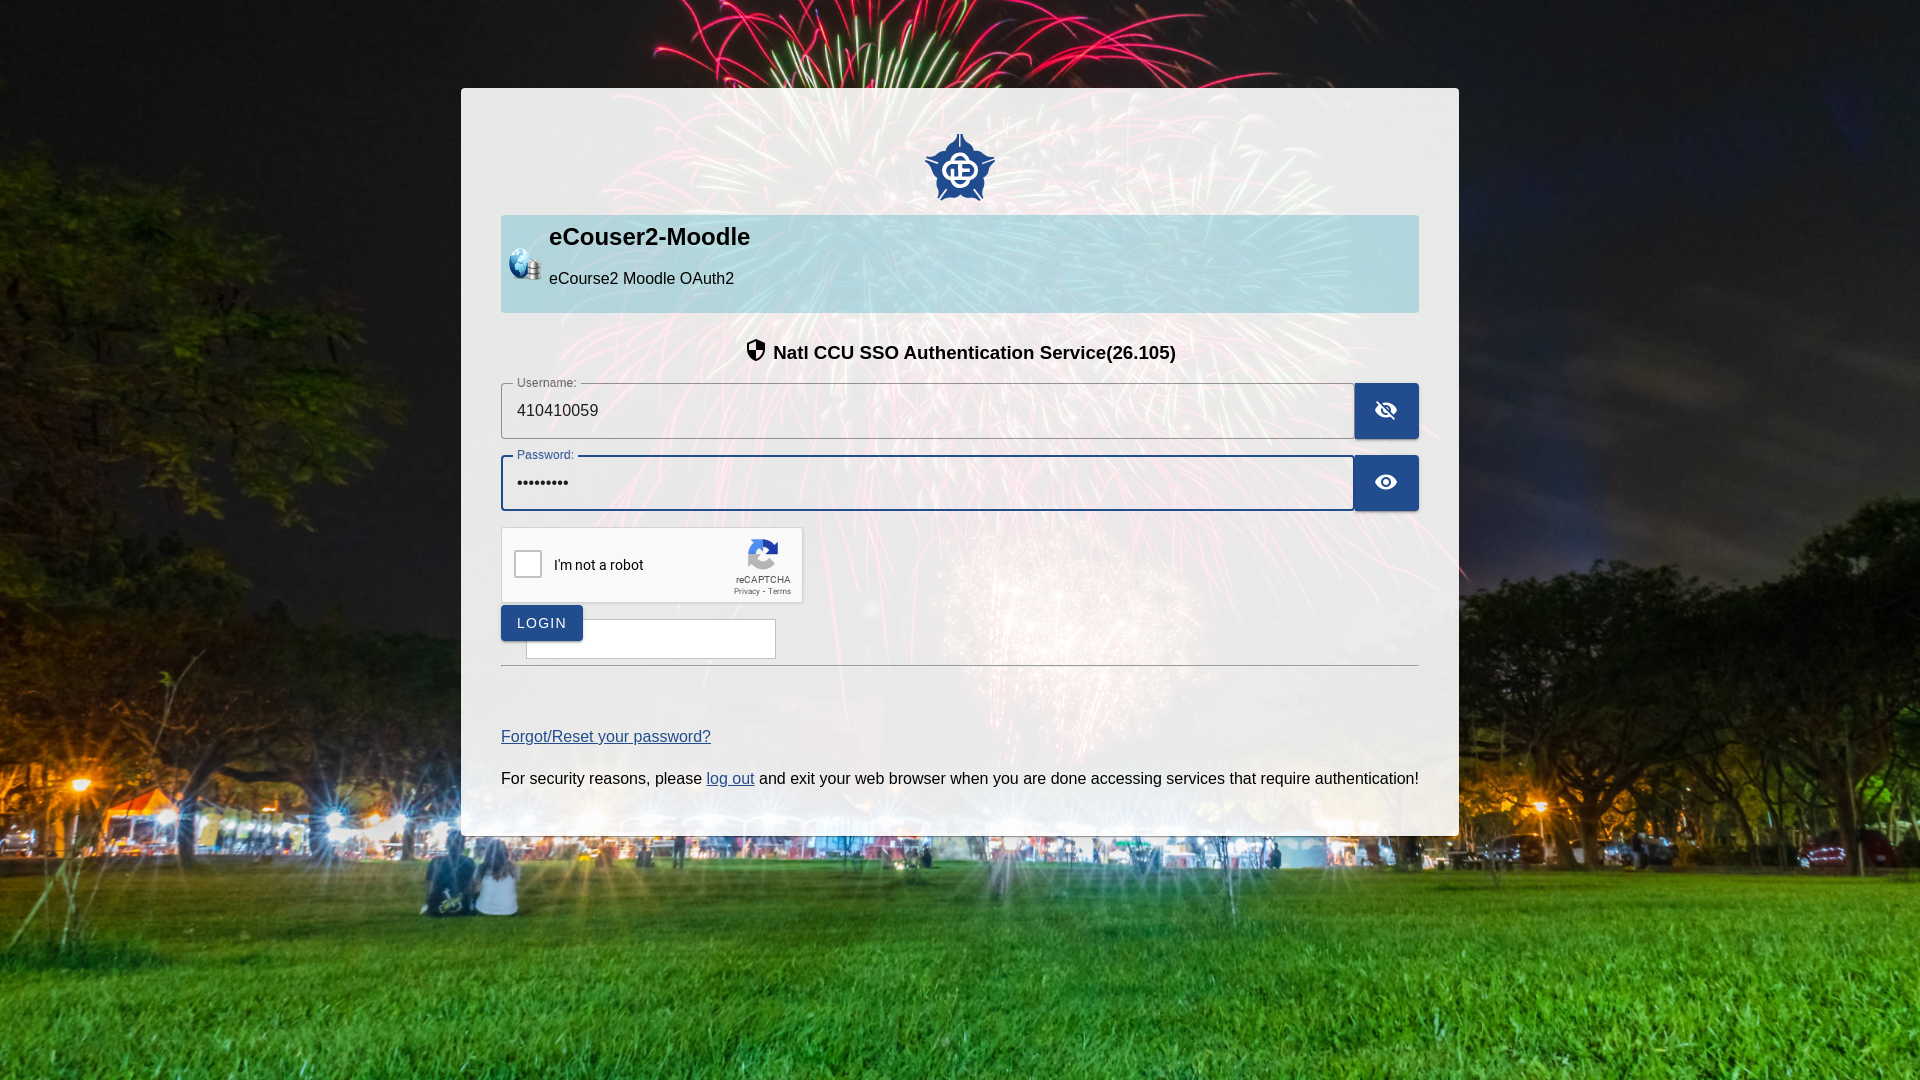 eCouser2-Moodle
eCourse2 Moodle OAuth2
Natl CCU SSO Authentication Service(26.105)
Username:
410410059
Password:
•••••••••
I'm not a robot
reCAPTCHA
Privacy - Terms
LOGIN
Forgot/Reset your password?
For security reasons, please log out and exit your web browser when you are done accessing services that require authentication!